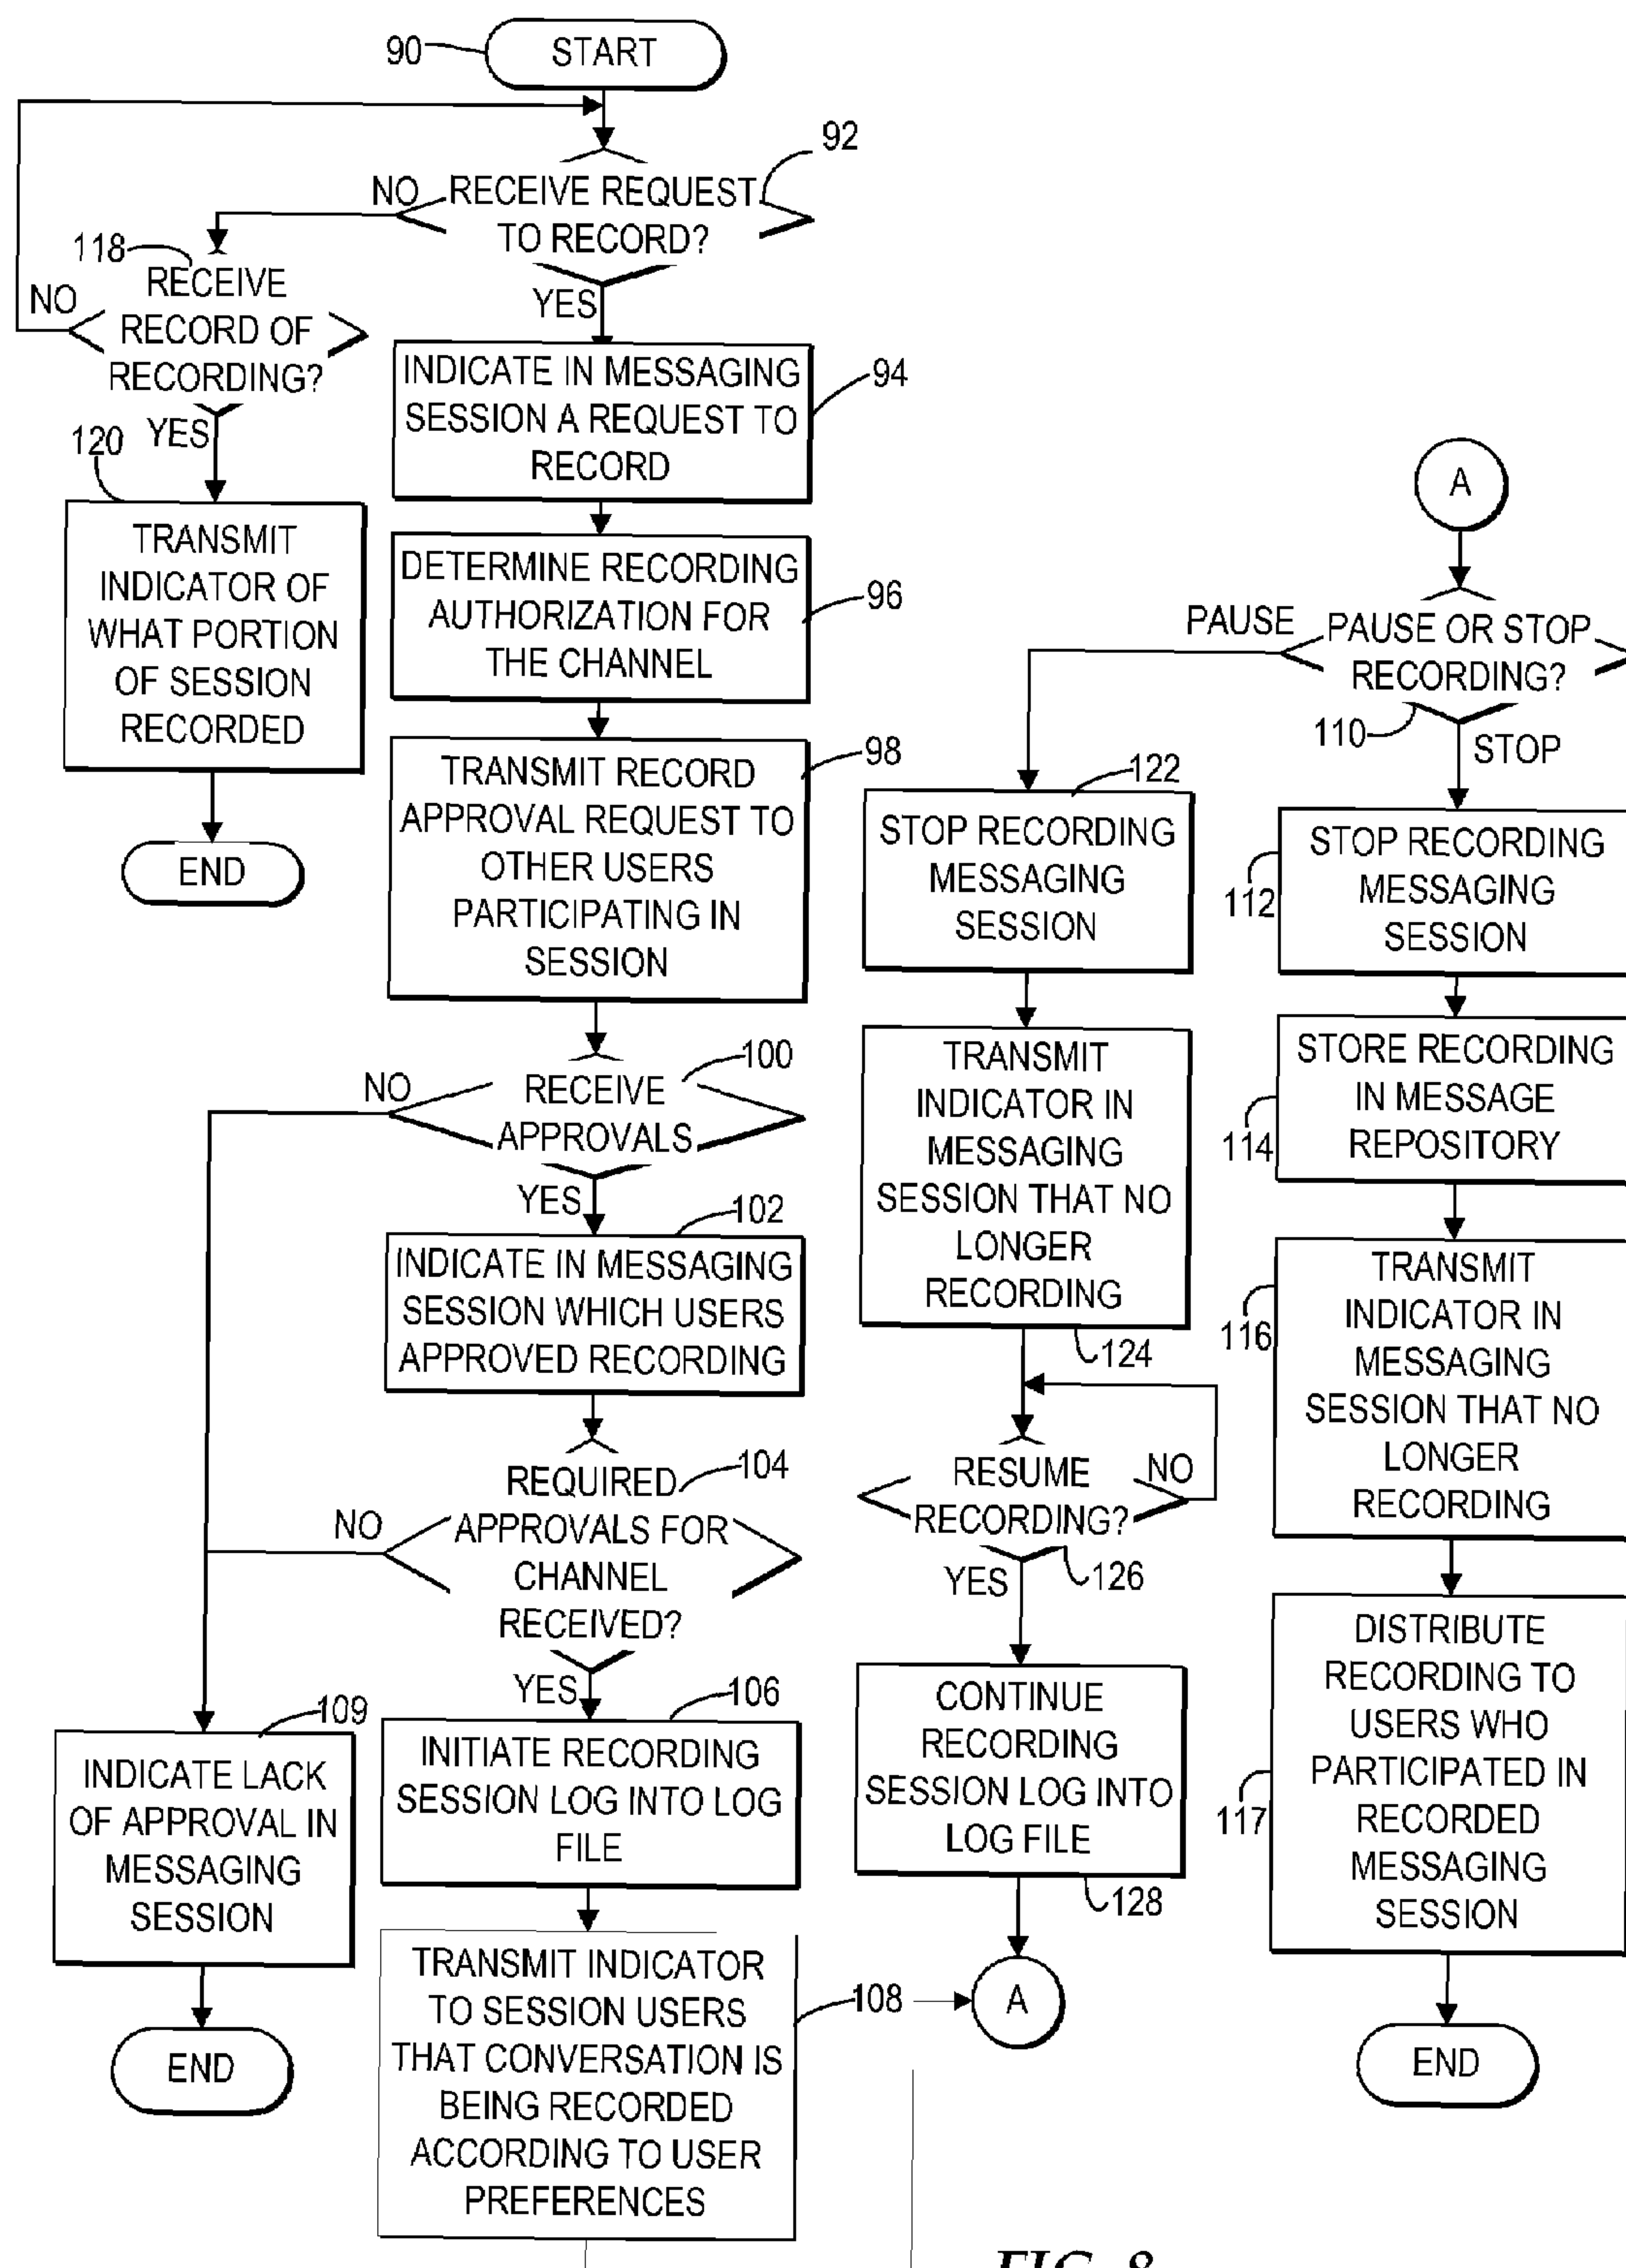 90
START
92
NO
RECEIVE REQUEST
TO RECORD?
118
RECEIVE
RECORD OF
RECORDING?
NO
YES
YES
INDICATE IN MESSAGING
SESSION A REQUEST TO
RECORD
94
120
TRANSMIT
INDICATOR OF
WHAT PORTION
OF SESSION
RECORDED
END
DETERMINE RECORDING
AUTHORIZATION FOR
THE CHANNEL
96
TRANSMIT RECORD
APPROVAL REQUEST TO
OTHER USERS
PARTICIPATING IN
SESSION
98
NO
RECEIVE
APPROVALS
100
YES
102
INDICATE IN MESSAGING
SESSION WHICH USERS
APPROVED RECORDING
NO
REQUIRED
APPROVALS FOR
CHANNEL
RECEIVED?
104
YES
106
INITIATE RECORDING
SESSION LOG INTO LOG
FILE
109
INDICATE LACK
OF APPROVAL IN
MESSAGING
SESSION
END
TRANSMIT INDICATOR
TO SESSION USERS
THAT CONVERSATION IS
BEING RECORDED
ACCORDING TO USER
PREFERENCES
108
A
A
PAUSE
PAUSE OR STOP
RECORDING?
110
STOP
122
STOP RECORDING
MESSAGING
SESSION
TRANSMIT
INDICATOR IN
MESSAGING
SESSION THAT NO
LONGER
RECORDING
124
RESUME
RECORDING?
NO
126
YES
CONTINUE
RECORDING
SESSION LOG INTO
LOG FILE
128
STOP RECORDING
MESSAGING
SESSION
112
STORE RECORDING
IN MESSAGE
REPOSITORY
114
TRANSMIT
INDICATOR IN
MESSAGING
SESSION THAT NO
LONGER
RECORDING
116
DISTRIBUTE
RECORDING TO
USERS WHO
PARTICIPATED IN
RECORDED
MESSAGING
SESSION
117
END
FIG. 8